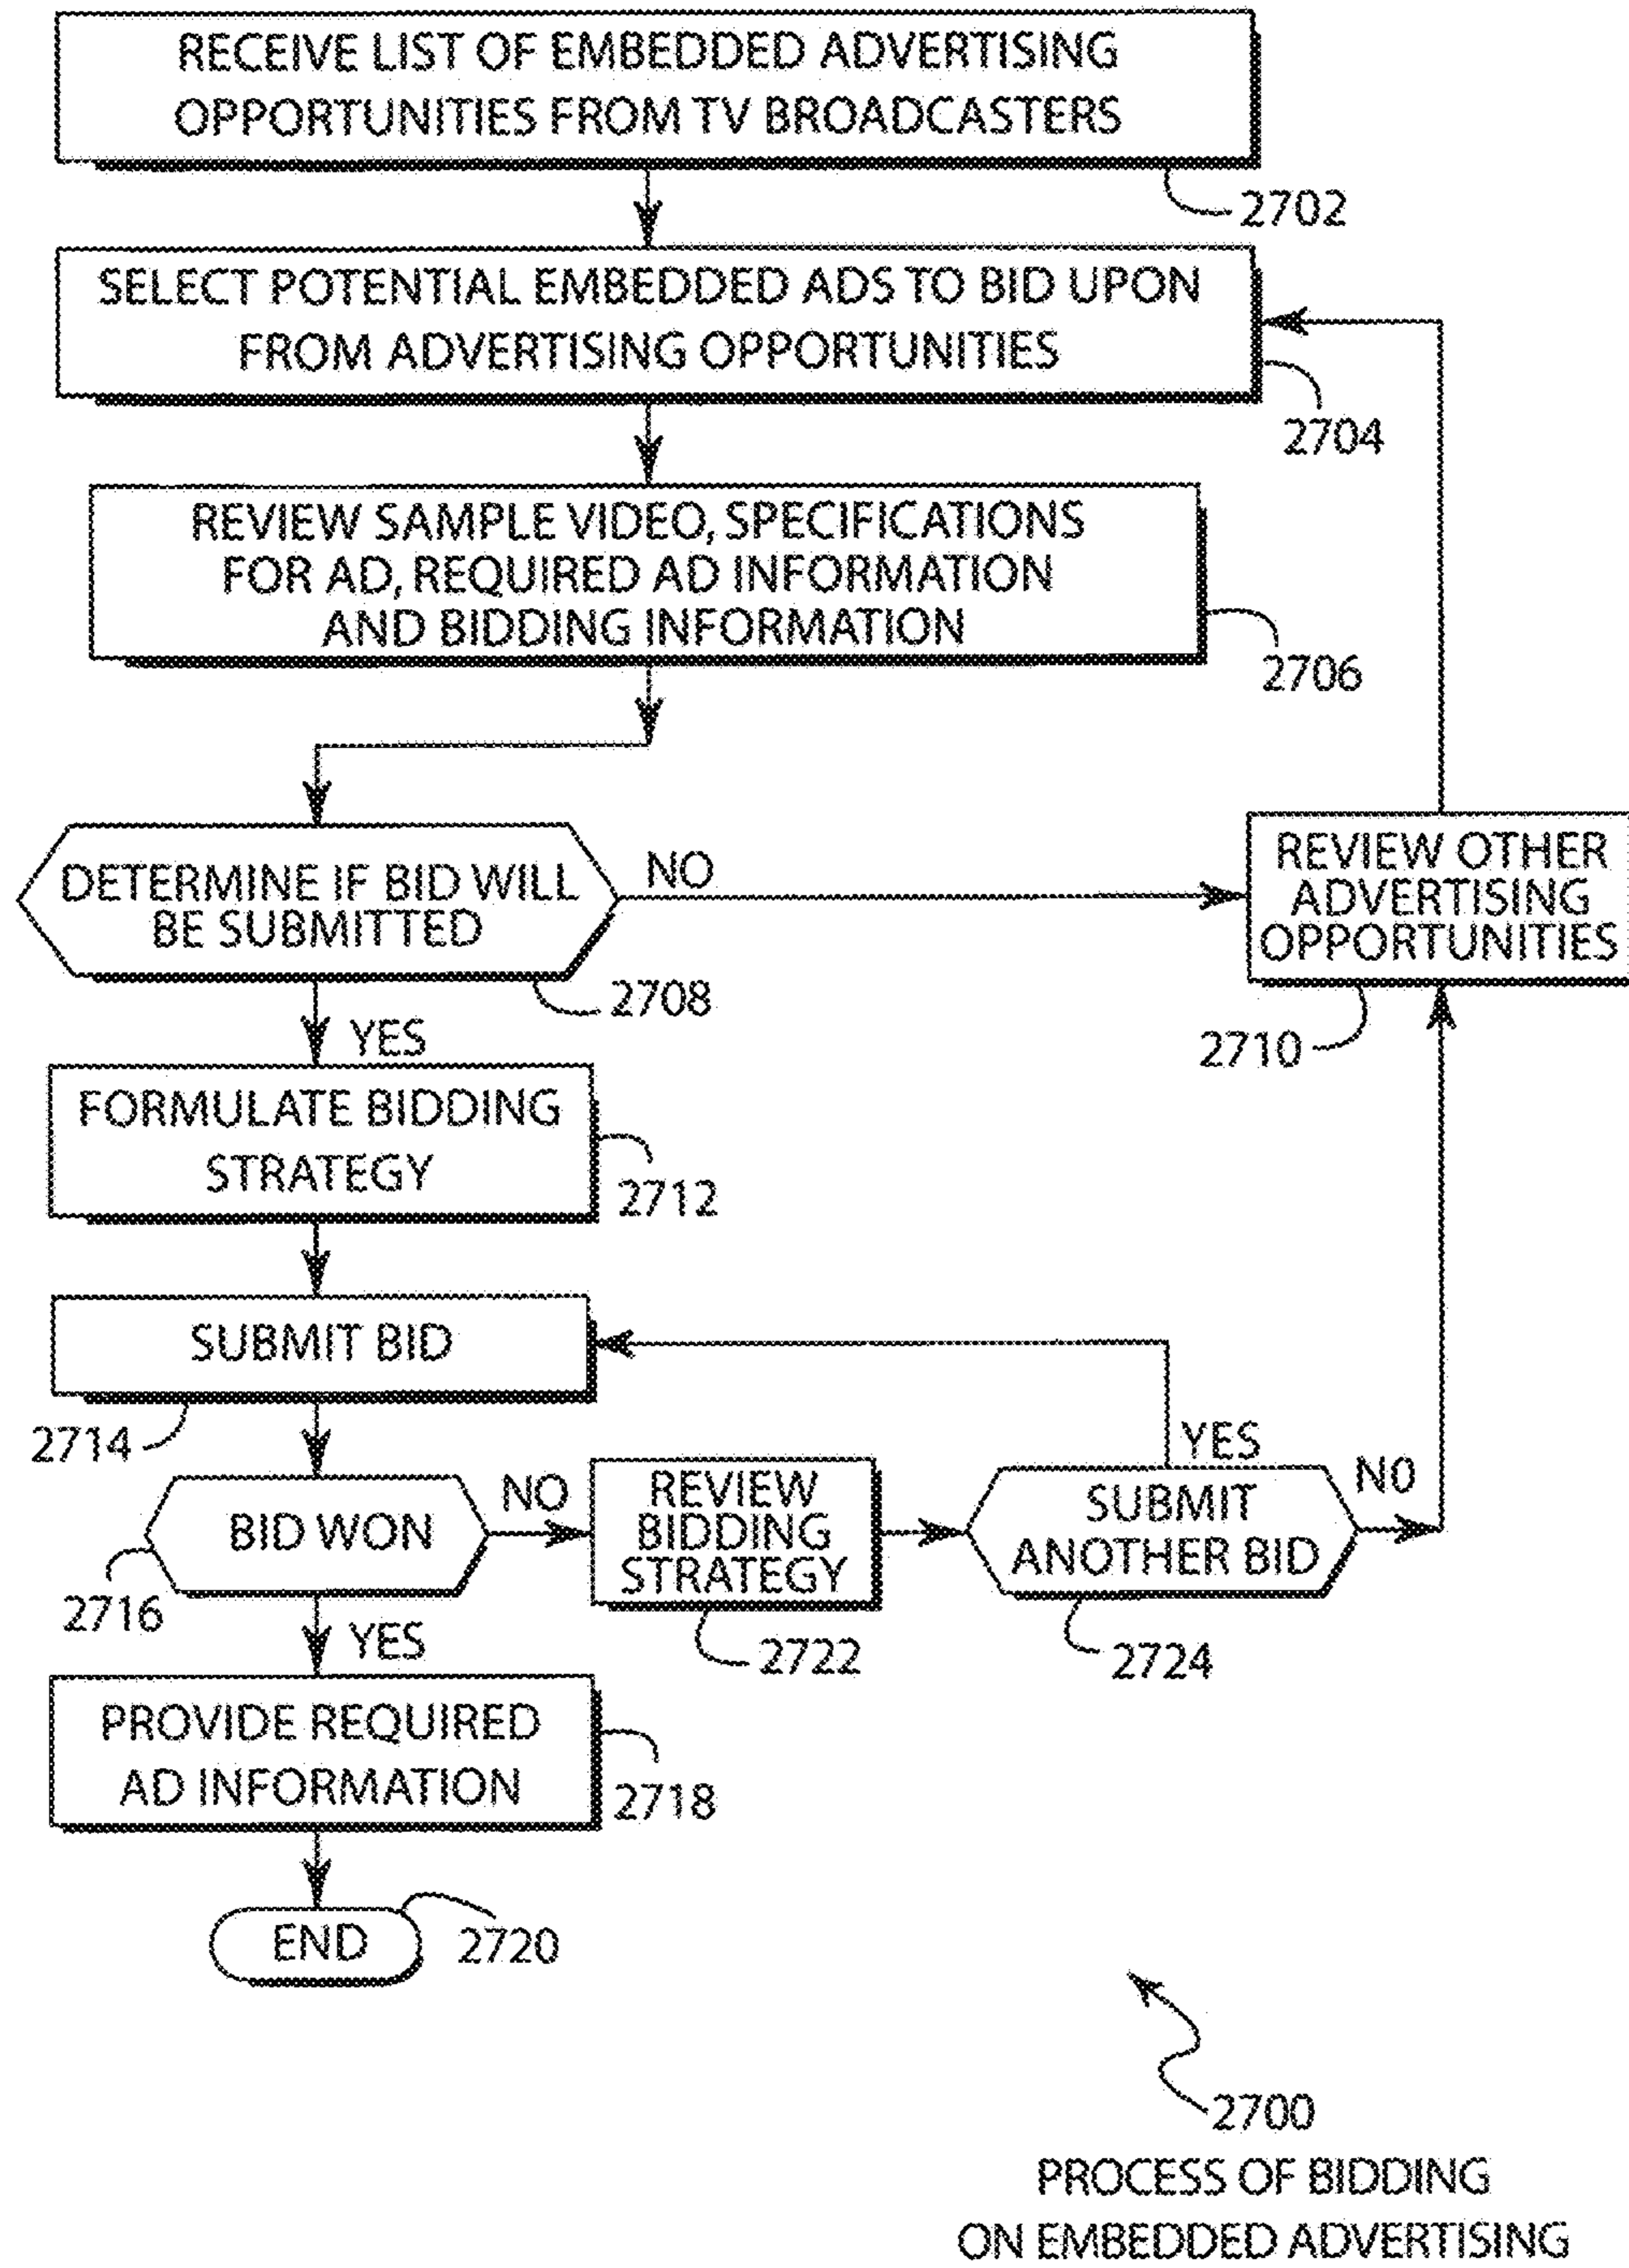 RECEIVE LIST OF EMBEDDED ADVERTISING
OPPORTUNITIES FROM TV BROADCASTERS
2702
SELECT POTENTIAL EMBEDDED ADS TO BID UPON
FROM ADVERTISING OPPORTUNITIES
2704
REVIEW SAMPLE VIDEO, SPECIFICATIONS
FOR AD, REQUIRED AD INFORMATION
AND BIDDING INFORMATION
2706
DETERMINE IF BID WILL
BE SUBMITTED
NO
2708
REVIEW OTHER
ADVERTISING
OPPORTUNITIES
2710
YES
FORMULATE BIDDING
STRATEGY
2712
SUBMIT BID
2714
BID WON
2716
NO
REVIEW
BIDDING
STRATEGY
2722
YES
SUBMIT
ANOTHER BID
N0
2724
YES
PROVIDE REQUIRED
AD INFORMATION
2718
END
2720
2700
PROCESS OF BIDDING
ON EMBEDDED ADVERTISING